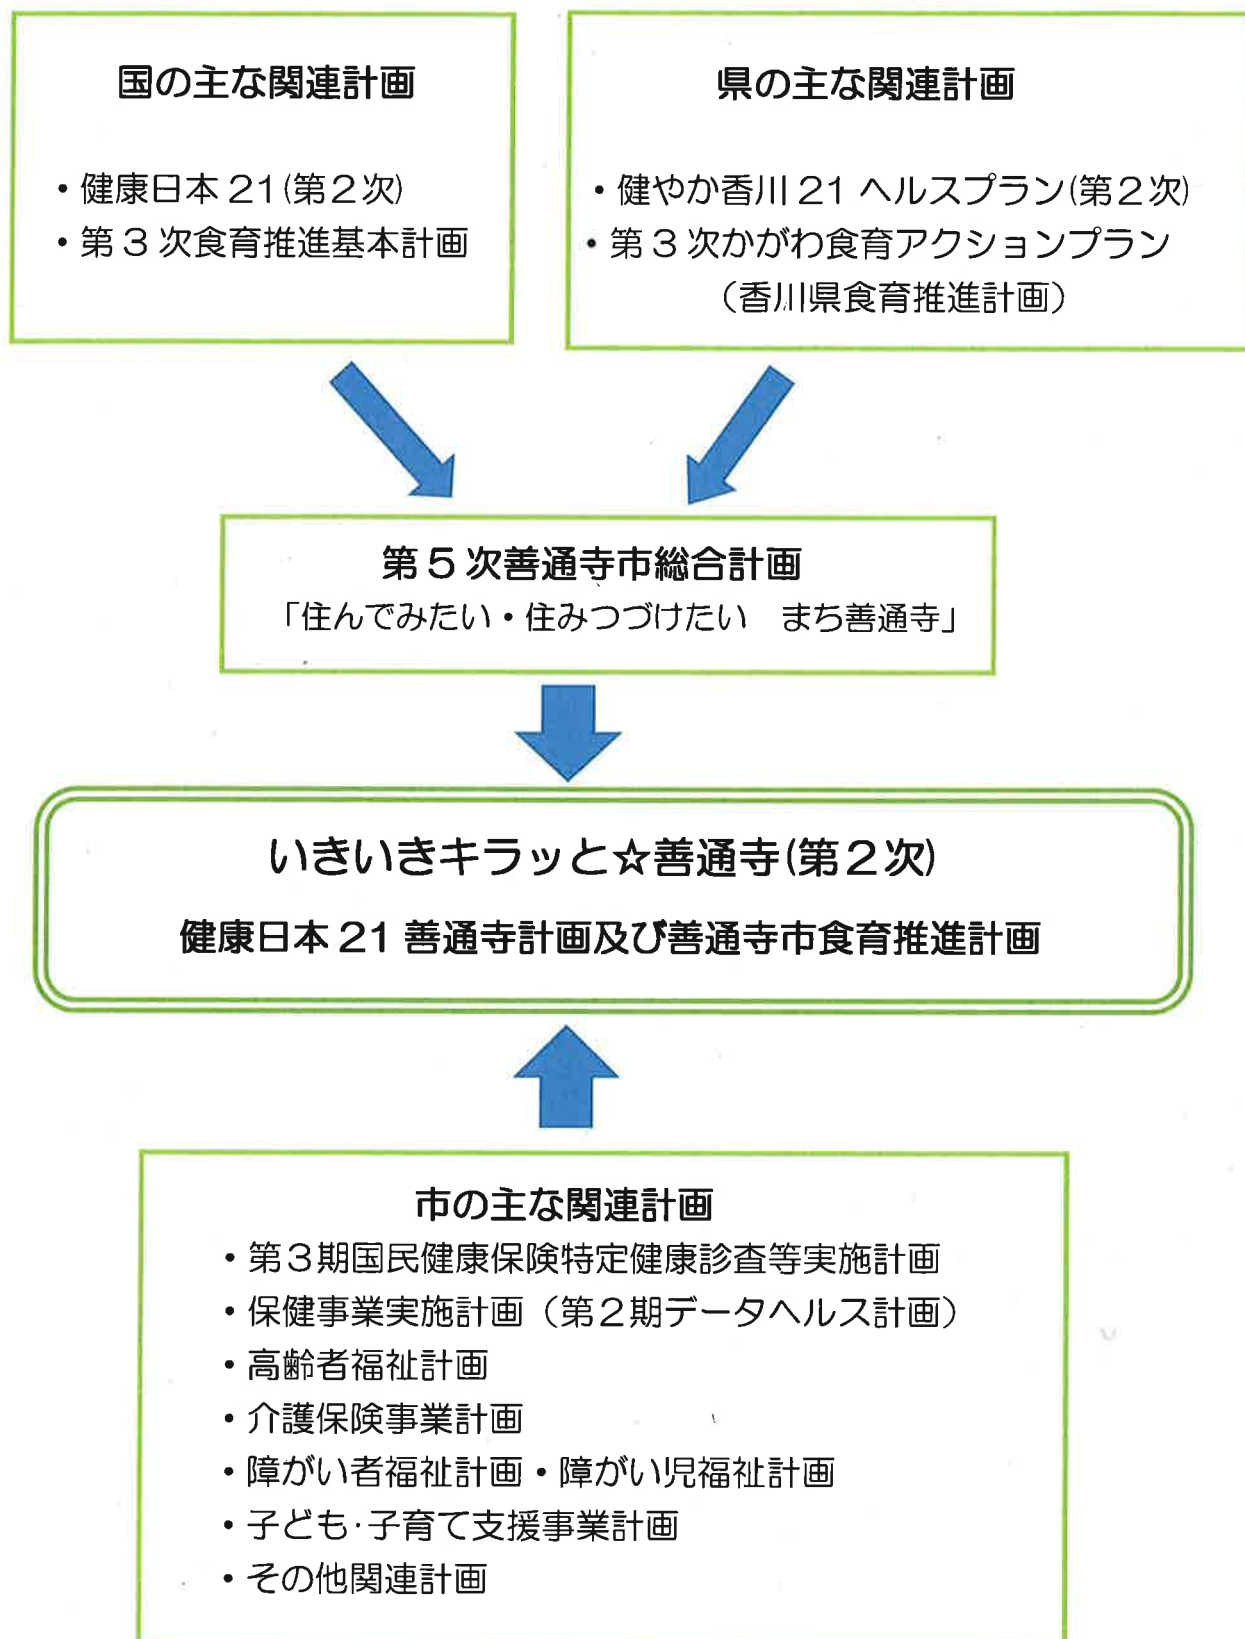 国の主な関連計画
・健康日本21(第2次)
・第3次食育推進基本計画
県の主な関連計画
・健やか香川21ヘルスプラン(第2次)
・第3次かがわ食育アクションプラン
（香川県食育推進計画）
第5次善通寺市総合計画
「住んでみたい・住みつづけたい　まち善通寺」
いきいきキラッと☆善通寺(第2次)
健康日本21善通寺計画及び善通寺市食育推進計画
市の主な関連計画
・第3期国民健康保険特定健康診査等実施計画
・保健事業実施計画（第2期データヘルス計画）
・高齢者福祉計画
・介護保険事業計画
・障がい者福祉計画・障がい児福祉計画
・子ども・子育て支援事業計画
・その他関連計画